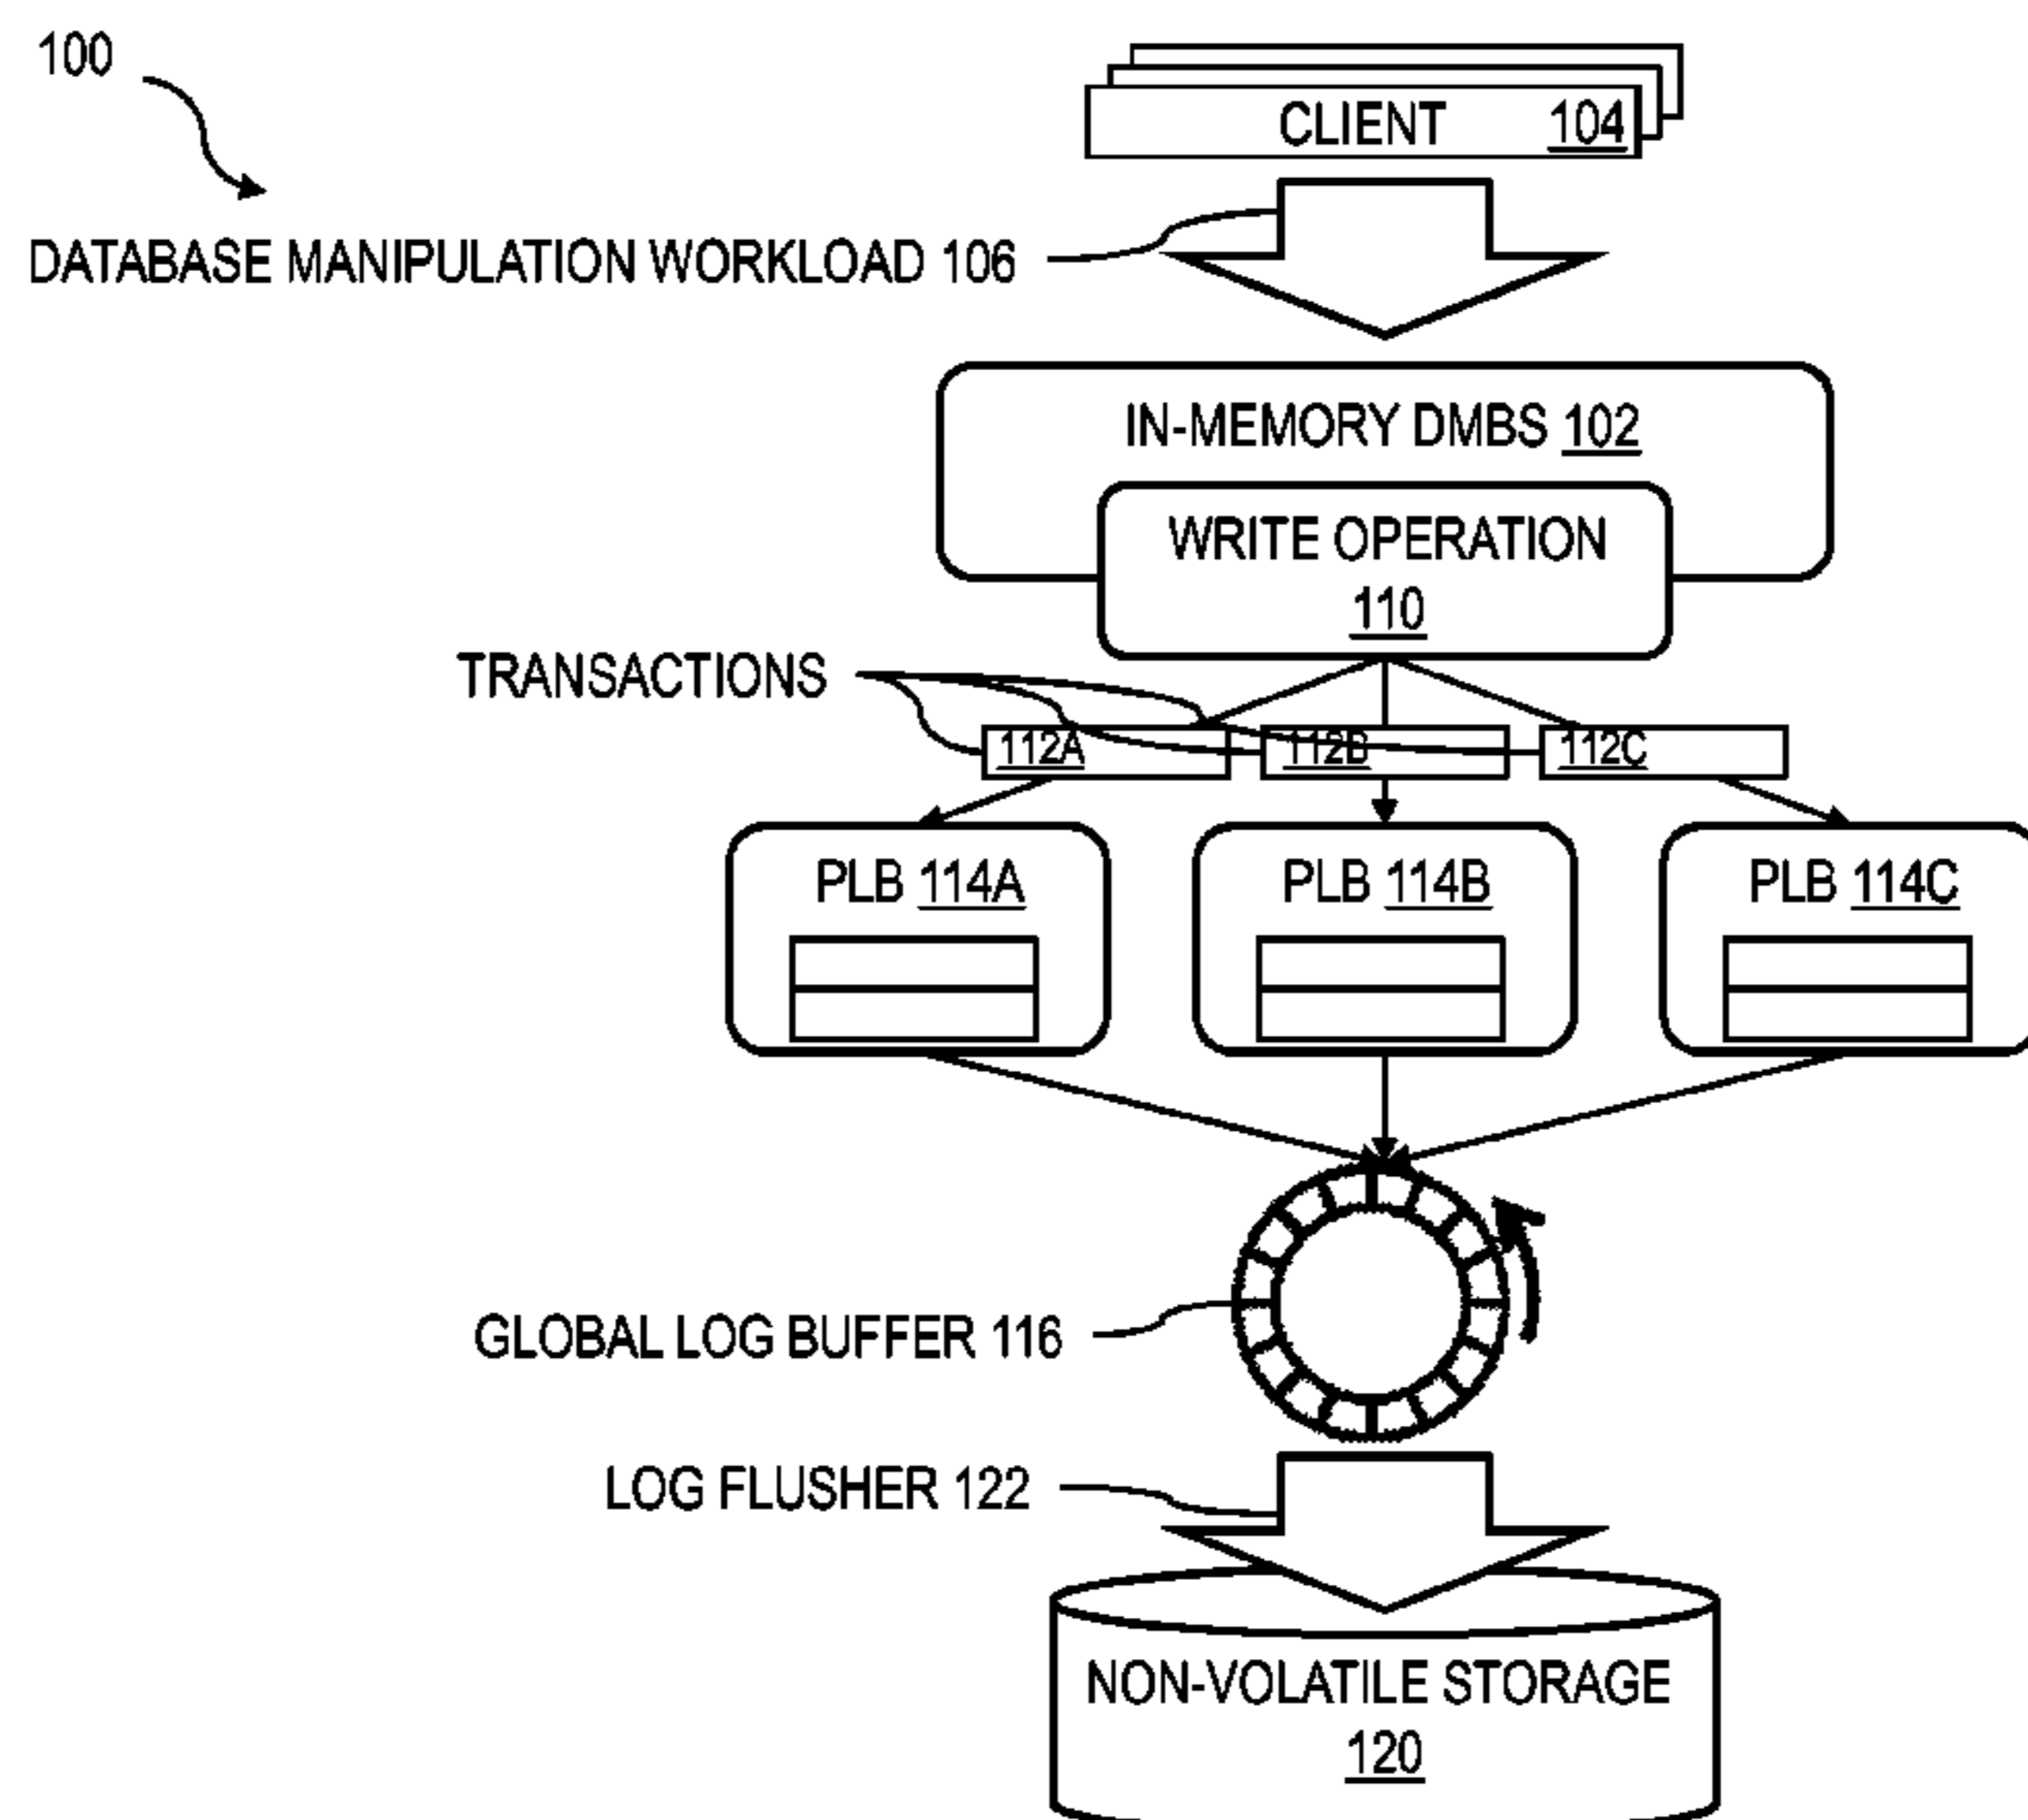 100
CLIENT 104
DATABASE MANIPULATION WORKLOAD 106
IN-MEMORY DMBS 102
WRITE OPERATION
110
TRANSACTIONS
112A 112B 112C
PLB 114A PLB 114B PLB 114C
GLOBAL LOG BUFFER 116
LOG FLUSHER 122
NON-VOLATILE STORAGE
120